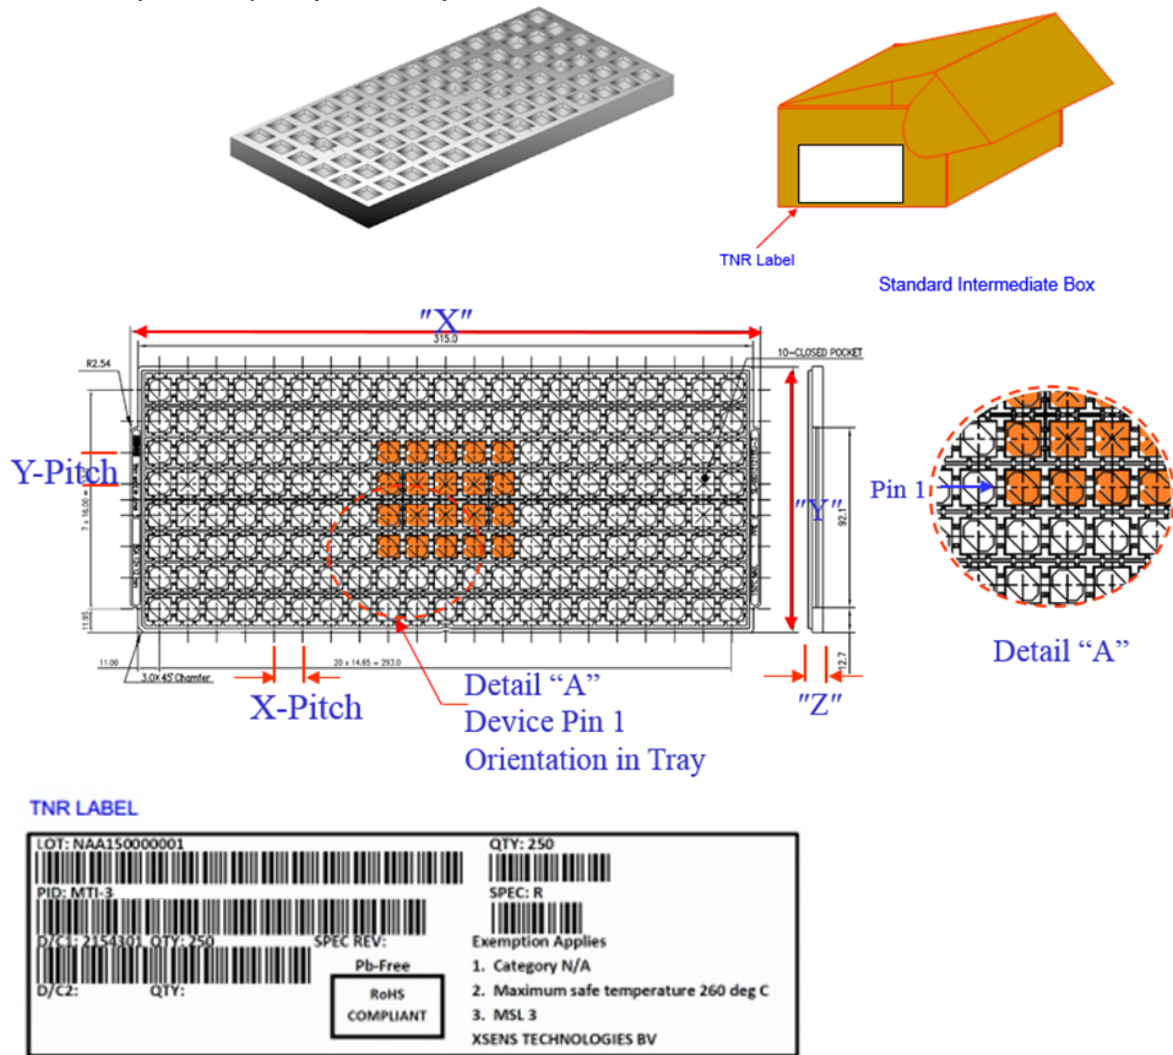 TNR Label
Standard Intermediate Box
"X"
315.0
R2.54
10-CLOSED POCKET
Y-Pitch
"Y"
92.1
Pin 1
11.95
12.7
11.00
20 x 14.65 = 293.0
3.0X45°Chamfer
X-Pitch
"Z"
Detail “A”
Detail “A”
Device Pin 1
Orientation in Tray
TNR LABEL
LOT: NAA150000001
QTY: 250
PID: MTI-3
SPEC: R
D/C1: 2154301 QTY: 250
SPEC REV:
Exemption Applies
Pb-Free
1. Category N/A
D/C2:
QTY:
RoHS
COMPLIANT
2. Maximum safe temperature 260 deg C
3. MSL 3
XSENS TECHNOLOGIES BV